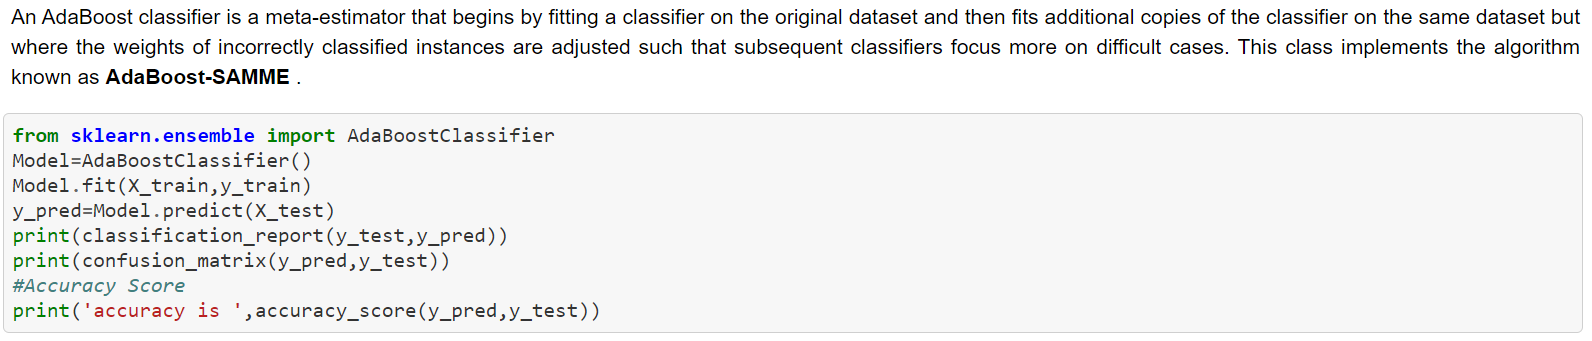 An AdaBoost classifier is a meta-estimator that begins by fitting a classifier on the original dataset and then fits additional copies of the classifier on the same dataset but
where the weights of incorrectly classified instances are adjusted such that subsequent classifiers focus more on difficult cases. This class implements the algorithm
known as AdaBoost-SAMME .
from sklearn.ensemble import AdaBoostClassifier
Model=AdaBoostClassifier()
Model.fit(X_train,y_train)
y_pred=Model.predict(X_test)
print(classification_report(y_test,y_pred))
print(confusion_matrix(y_pred,y_test))
#Accuracy Score
print('accuracy is ',accuracy_score(y_pred,y_test))